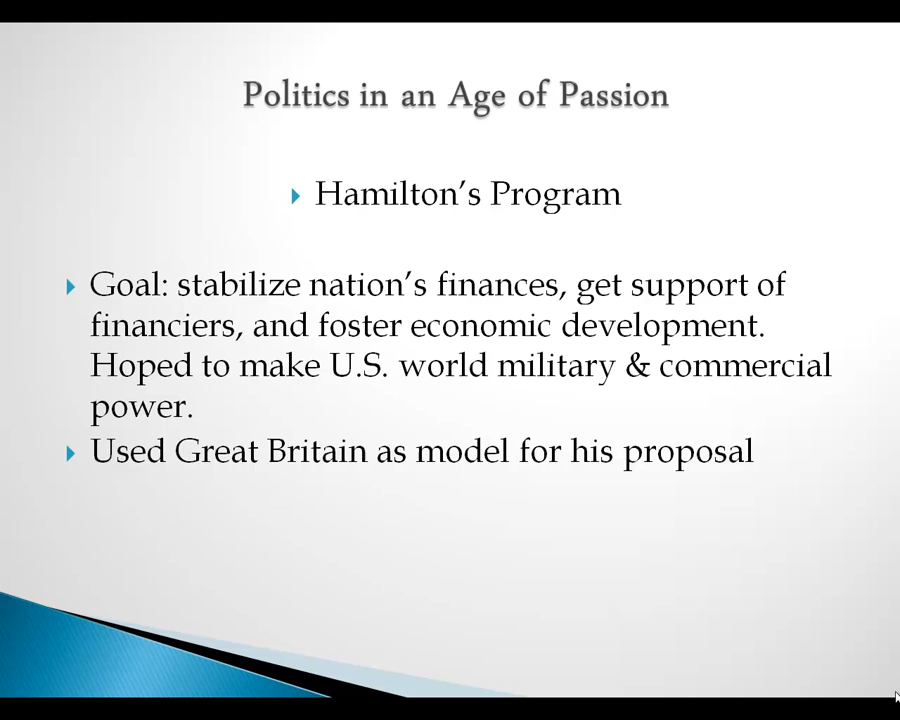 Politics in an Age of Passion
Hamilton’s Program
Goal: stabilize nation’s finances, get support of
financiers, and foster economic development.
Hoped to make U.S. world military & commercial
power.
Used Great Britain as model for his proposal